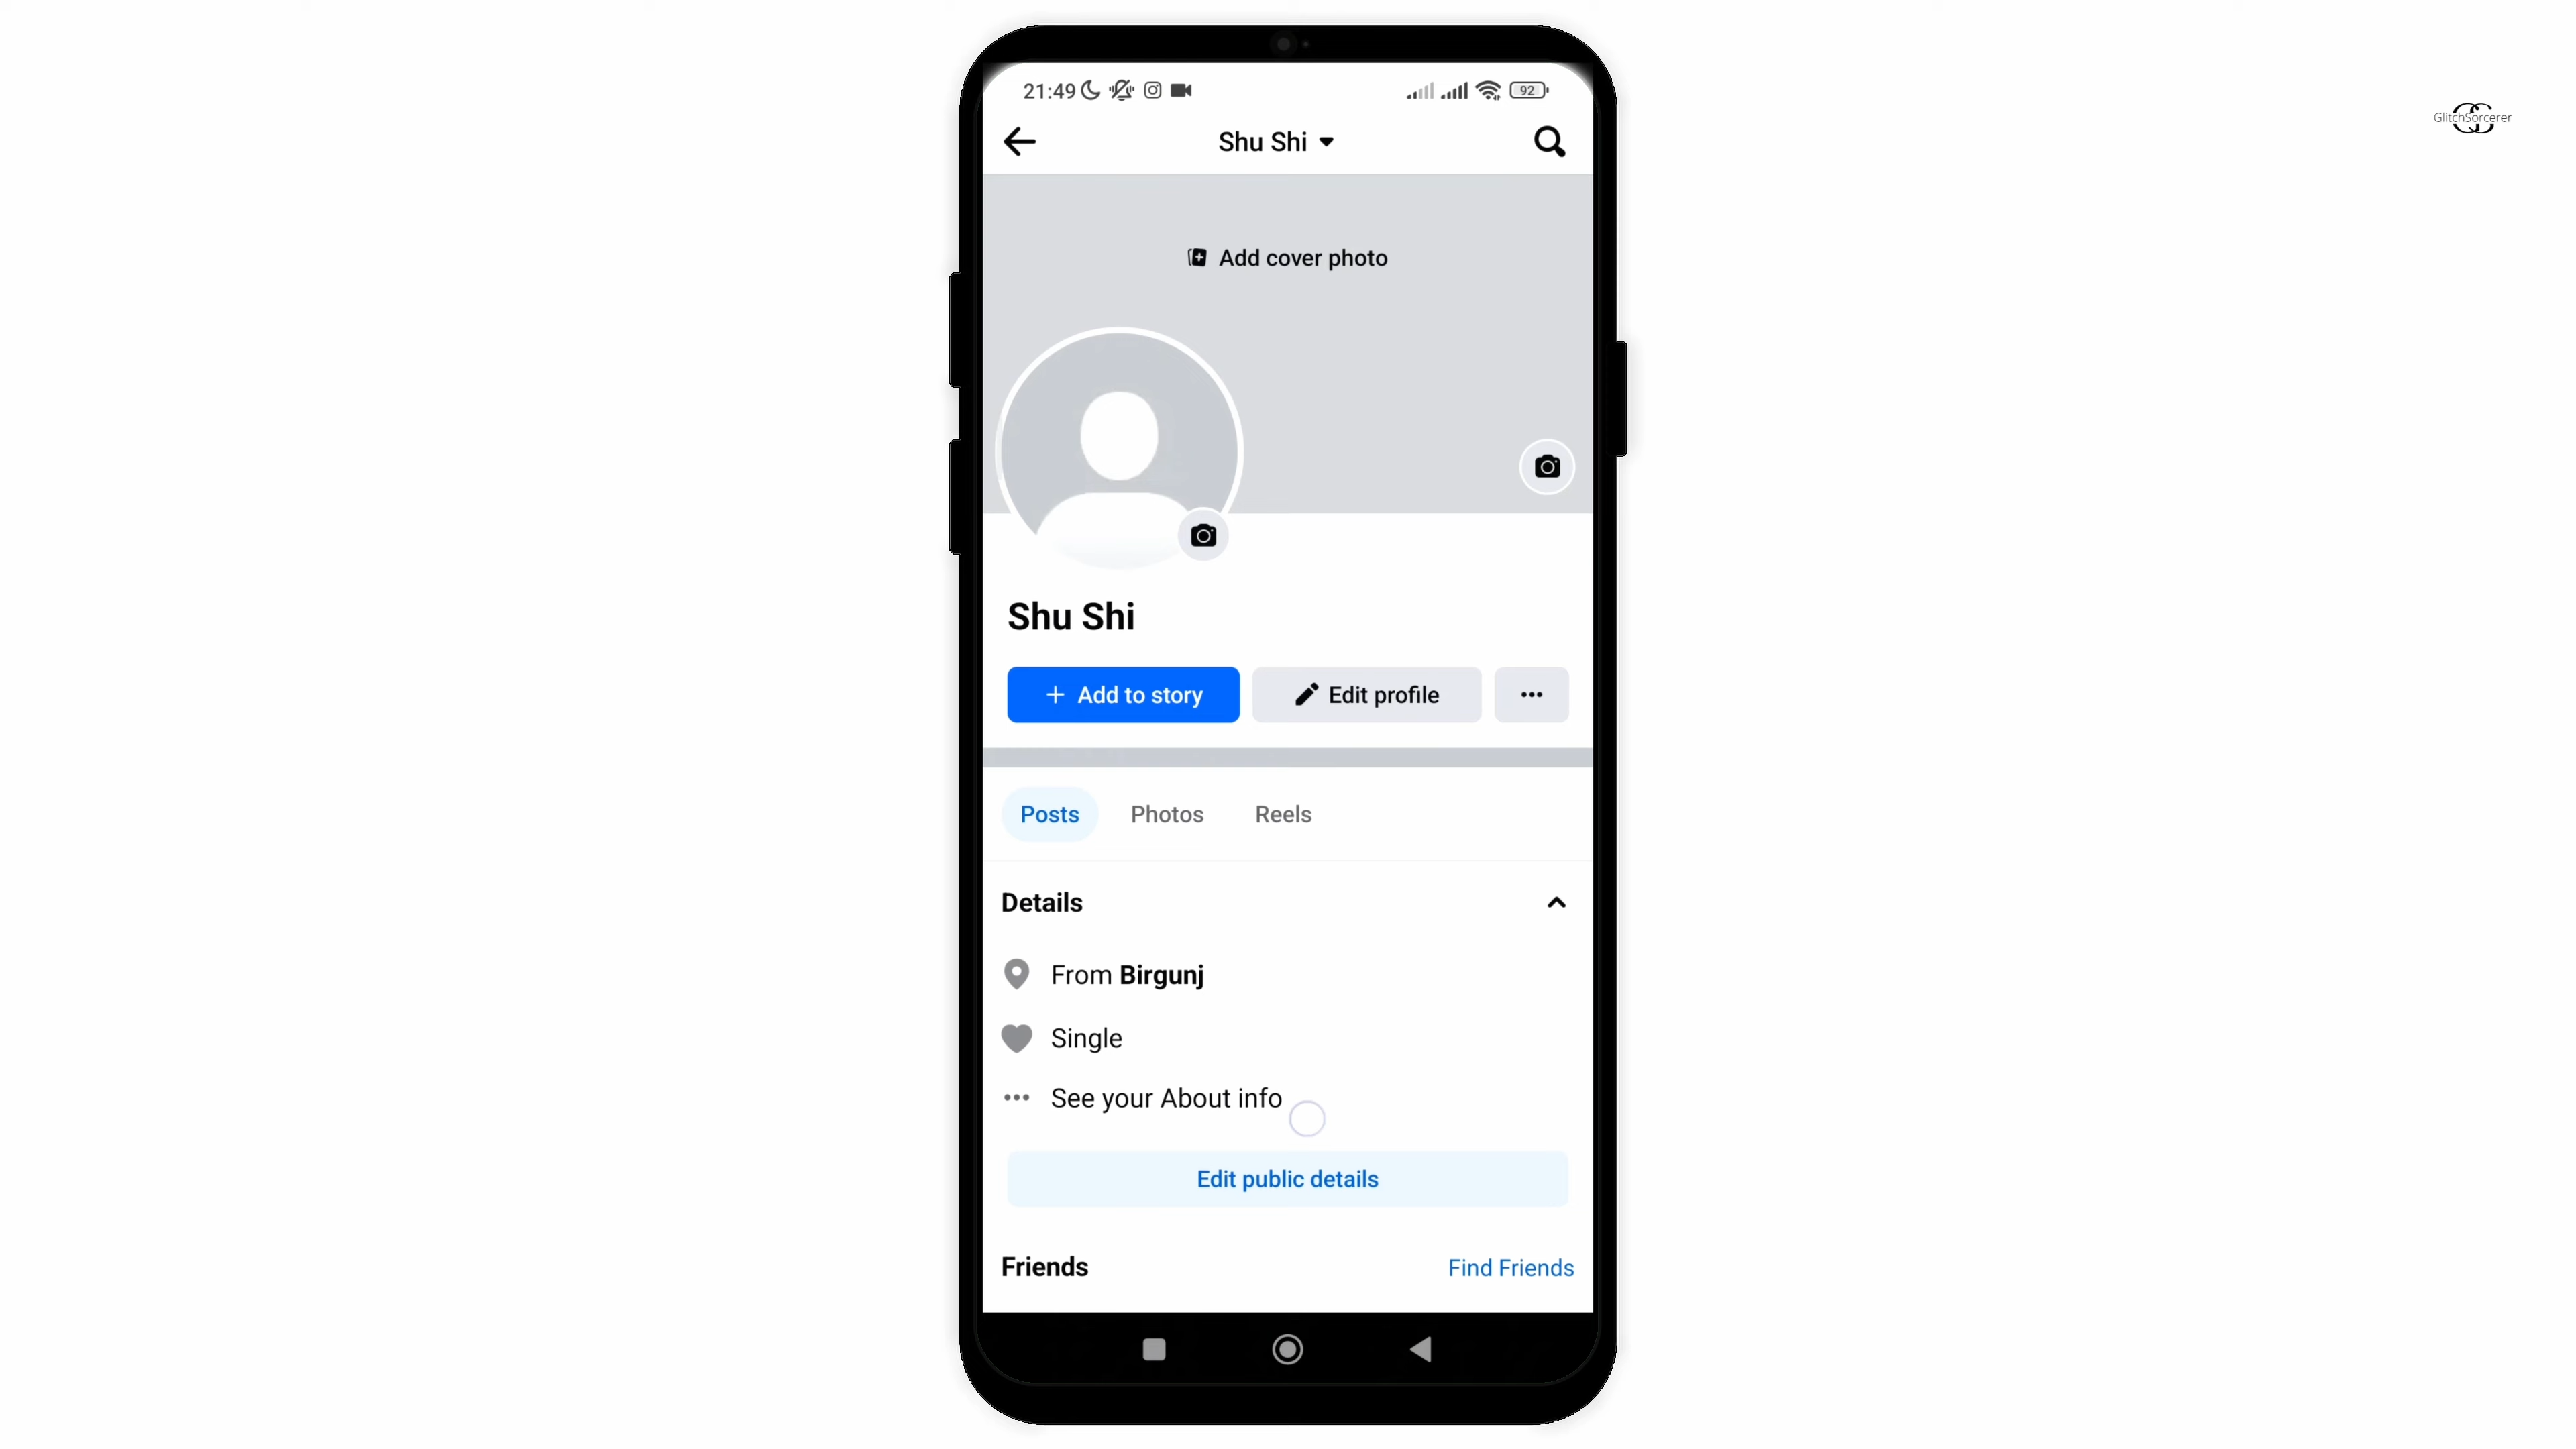 21:49
92
Shu Shi
GlitchSorcerer
Add cover photo
Shu Shi
+ Add to story
Edit profile
Posts
Photos
Reels
Details
From Birgunj
Single
See your About info
Edit public details
Friends
Find Friends